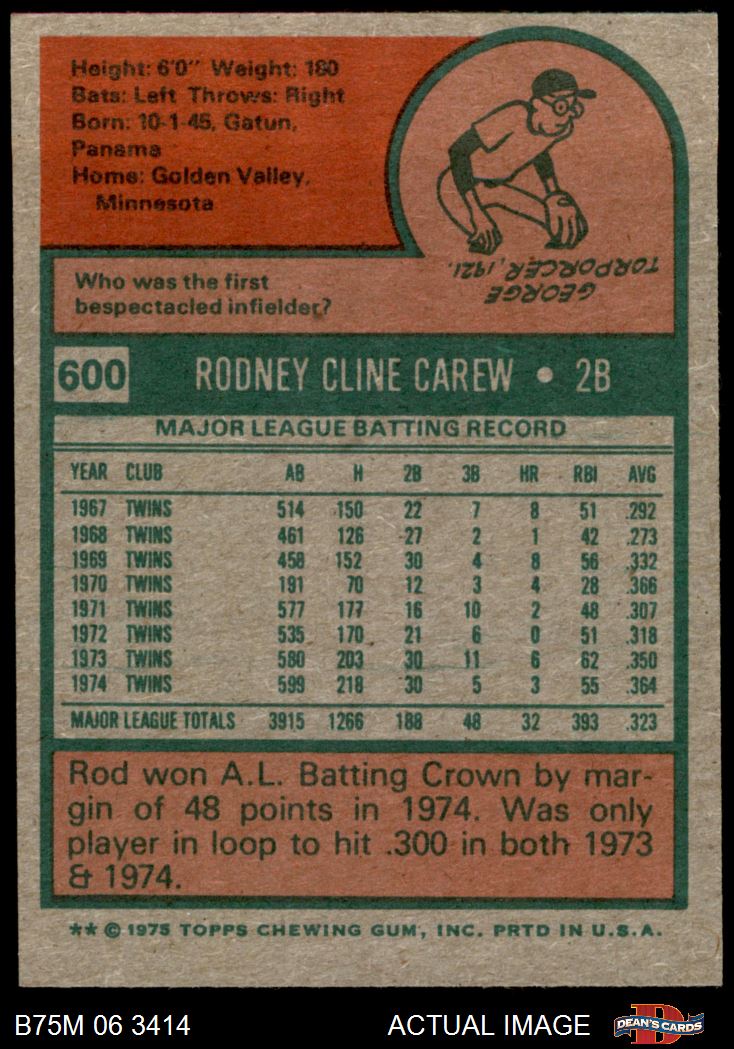 Height: 6'0" Weight: 180
Bats: Left Throws: Right
Born: 10-1-45, Gatun,
Panama
Home: Golden Valley,
Minnesota
GEORGE
TORPORCER, 1921.
Who was the first
bespectacled infielder?
600 RODNEY CLINE CAREW • 2B
MAJOR LEAGUE BATTING RECORD
YEAR CLUB AB H 2B 3B HR RBI AVG
1967 TWINS 514 150 22 7 8 51 .292
1968 TWINS 461 126 27 2 1 42 .273
1969 TWINS 458 152 30 4 8 56 .332
1970 TWINS 191 70 12 3 4 28 .366
1971 TWINS 577 177 16 10 2 48 .307
1972 TWINS 535 170 21 6 0 51 .318
1973 TWINS 580 203 30 11 6 62 .350
1974 TWINS 599 218 30 5 3 55 .364
MAJOR LEAGUE TOTALS 3915 1266 188 48 32 393 .323
Rod won A.L. Batting Crown by mar-
gin of 48 points in 1974. Was only
player in loop to hit .300 in both 1973
& 1974.
** © 1975 TOPPS CHEWING GUM, INC. PRTD IN U.S.A.
B75M 06 3414 ACTUAL IMAGE DEAN'S CARDS